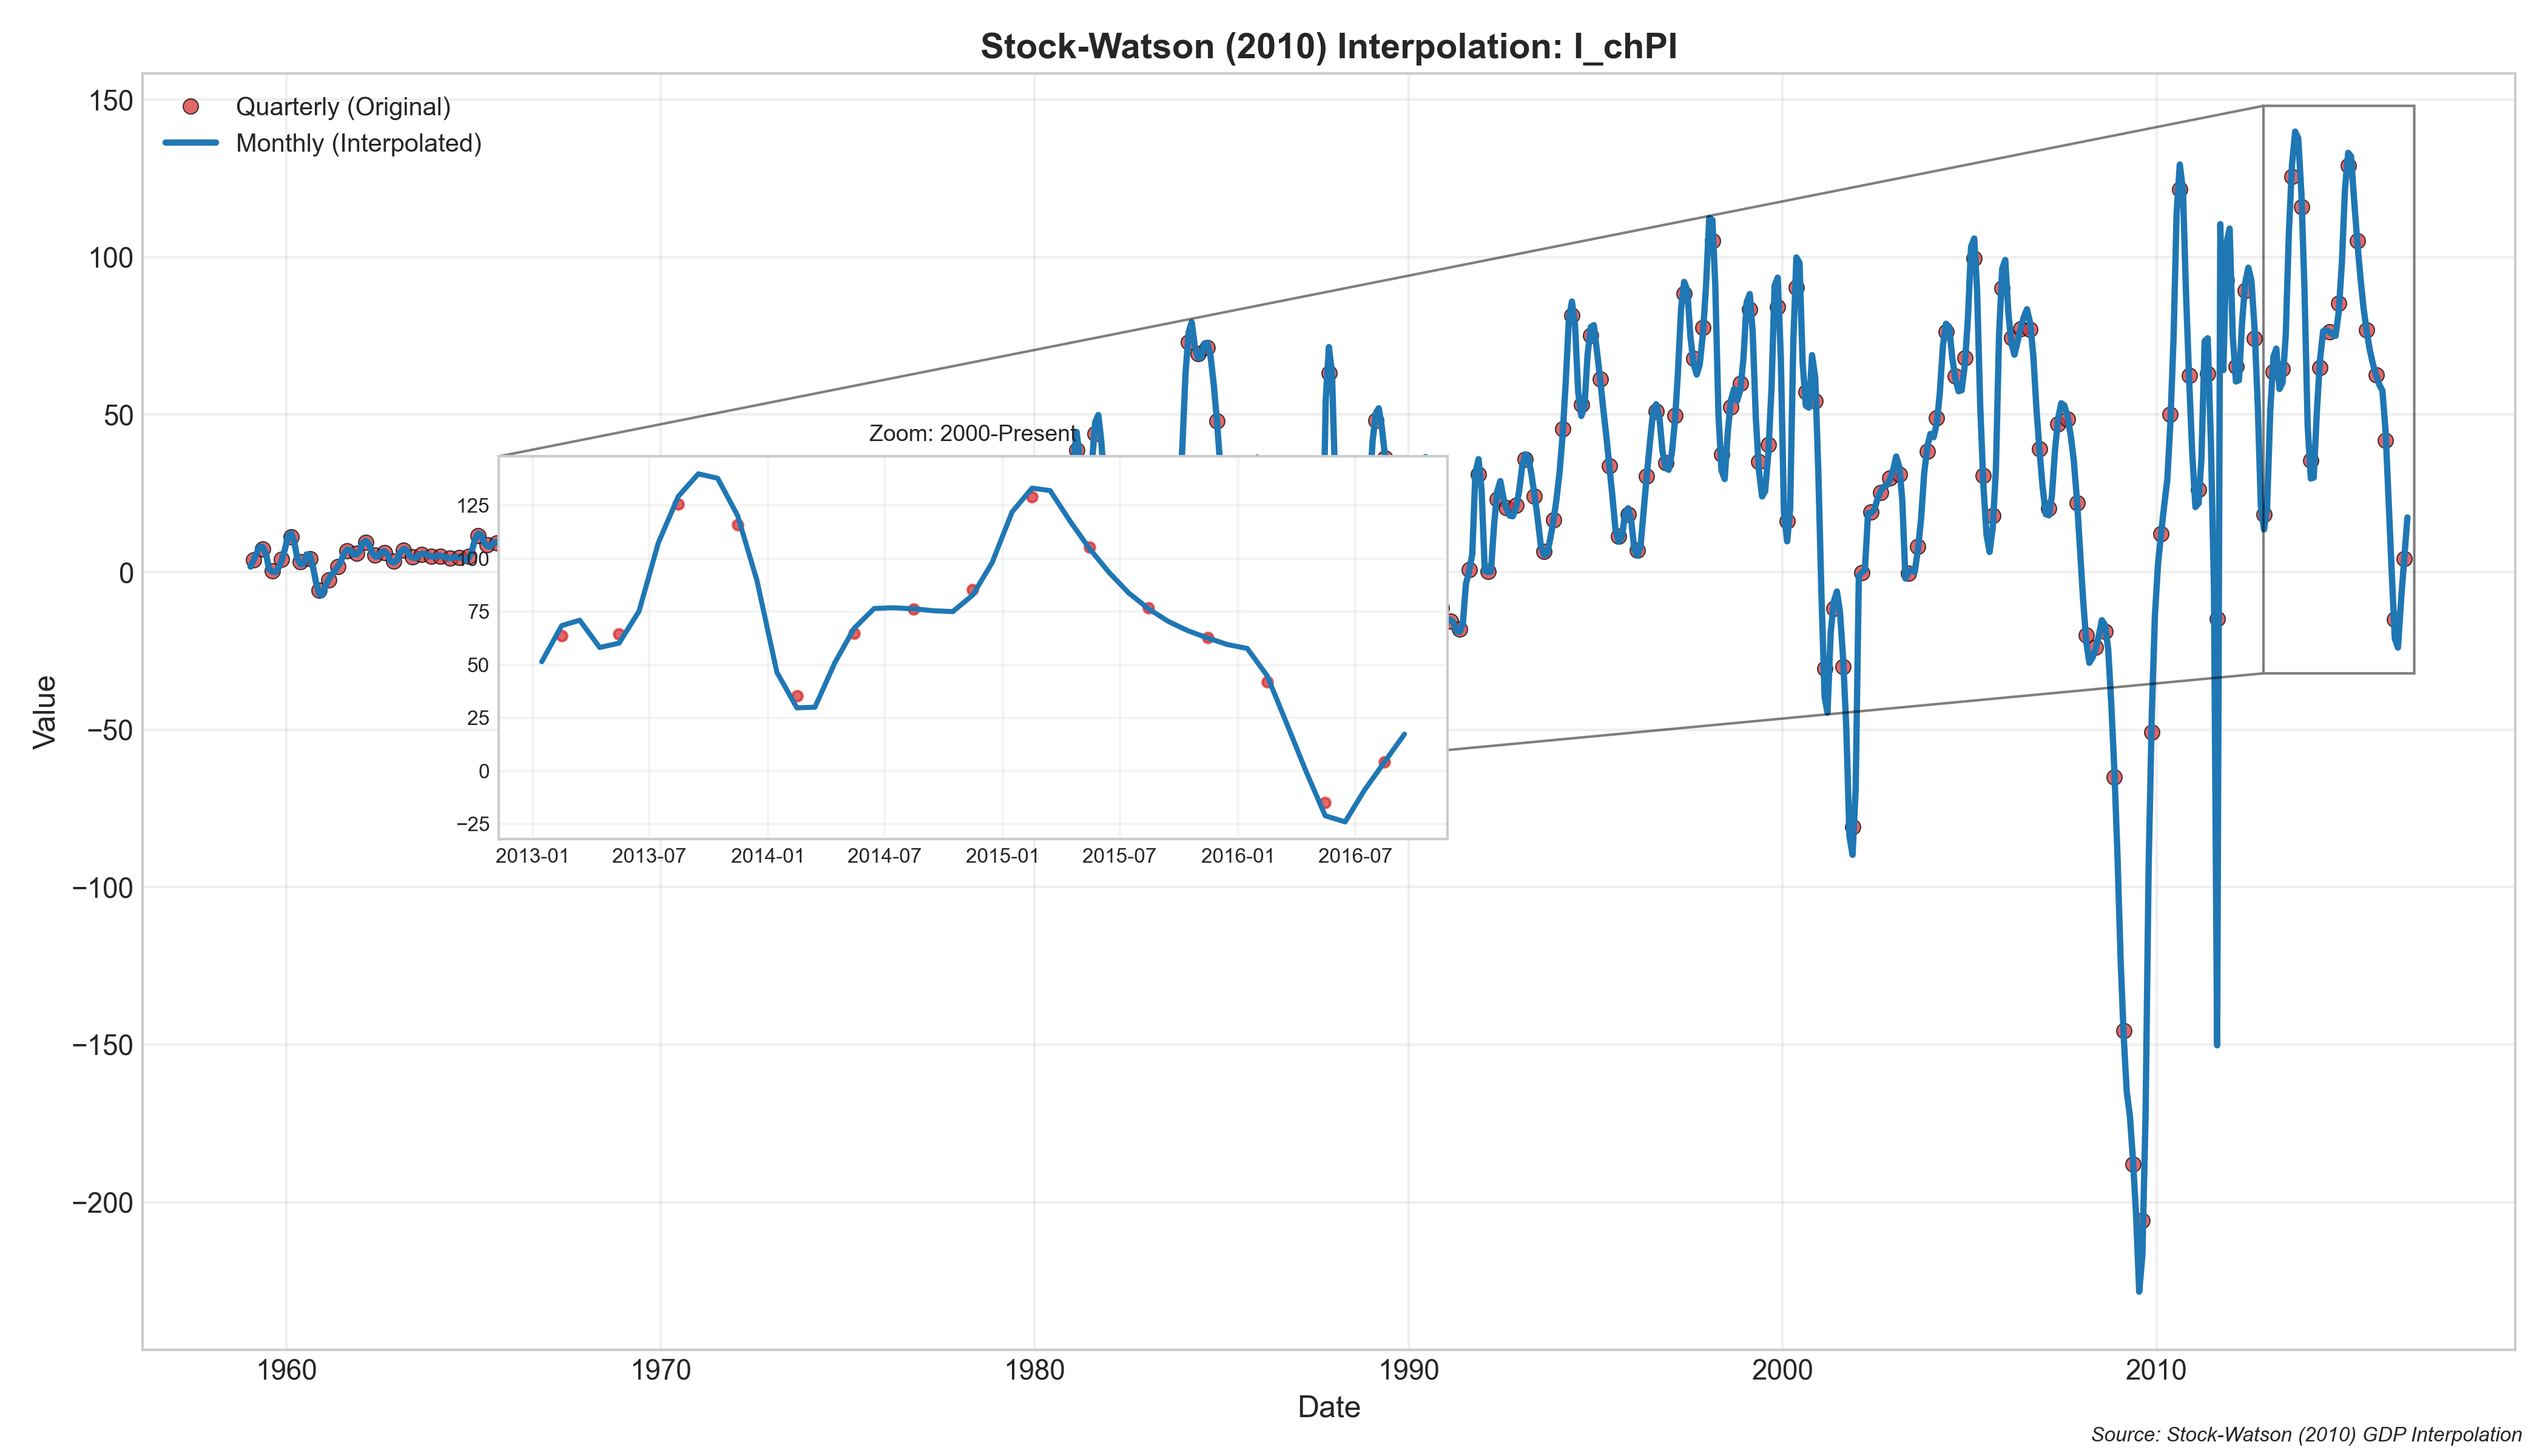 Stock-Watson (2010) Interpolation: I_chPI
Quarterly (Original)
Monthly (Interpolated)
150
100
50
0
−50
−100
−150
−200
Value
Zoom: 2000-Present
125
100
75
50
25
0
−25
2013-01 2013-07 2014-01 2014-07 2015-01 2015-07 2016-01 2016-07
1960 1970 1980 1990 2000 2010
Date
Source: Stock-Watson (2010) GDP Interpolation